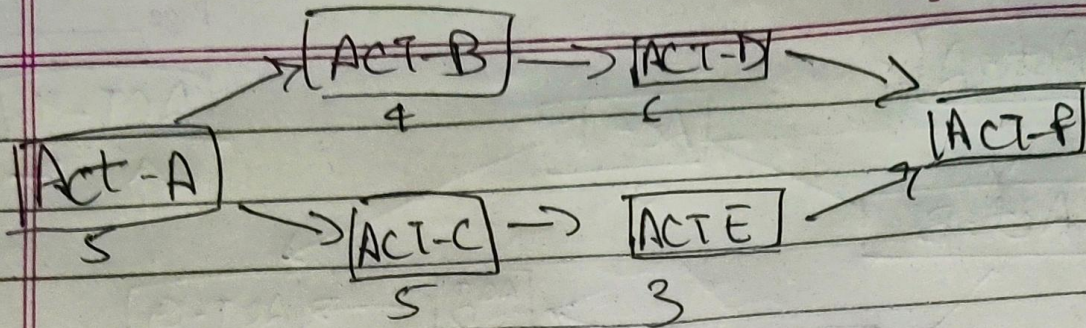 ACT-B → ACT-D
4
ACT-F
Act-A
5
ACT-C → ACT E
5 3